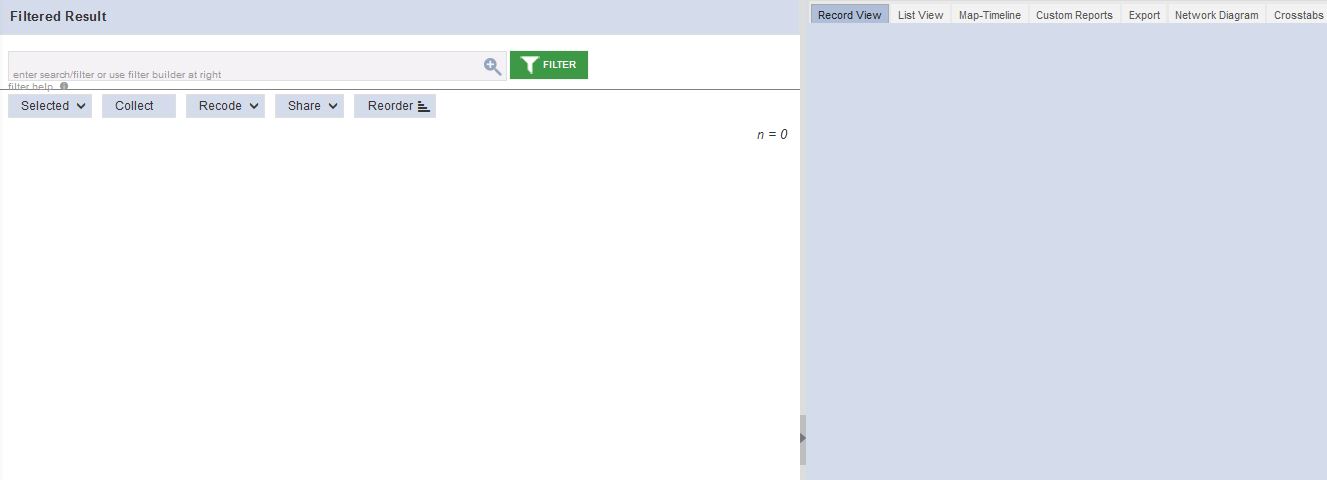 Filtered Result
enter search/filter or use filter builder at right
FILTER
filter help
Selected
Collect
Recode
Share
Reorder
n = 0
Record View
List View
Map-Timeline
Custom Reports
Export
Network Diagram
Crosstabs